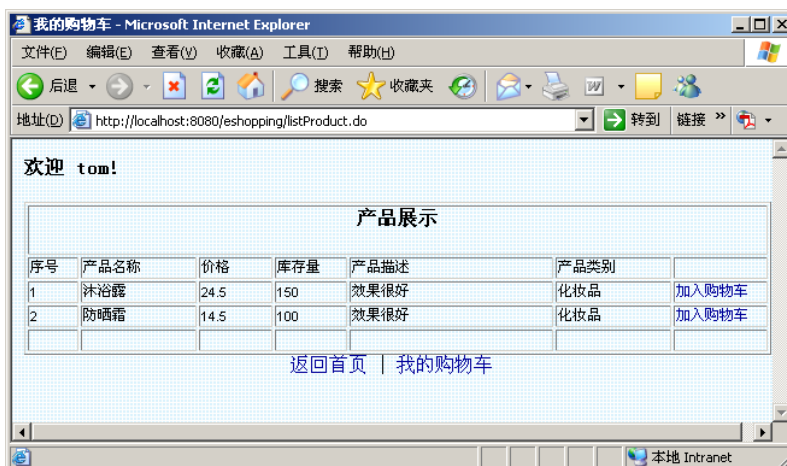 我的购物车 - Microsoft Internet Explorer
文件(F) 编辑(E) 查看(V) 收藏(A) 工具(T) 帮助(H)
后退 搜索 收藏夹
地址(D) http://localhost:8080/eshopping/listProduct.do 转到 链接 »
欢迎 tom!
产品展示
序号 产品名称 价格 库存量 产品描述 产品类别
1 沐浴露 24.5 150 效果很好 化妆品 加入购物车
2 防晒霜 14.5 100 效果很好 化妆品 加入购物车
返回首页 | 我的购物车
本地 Intranet